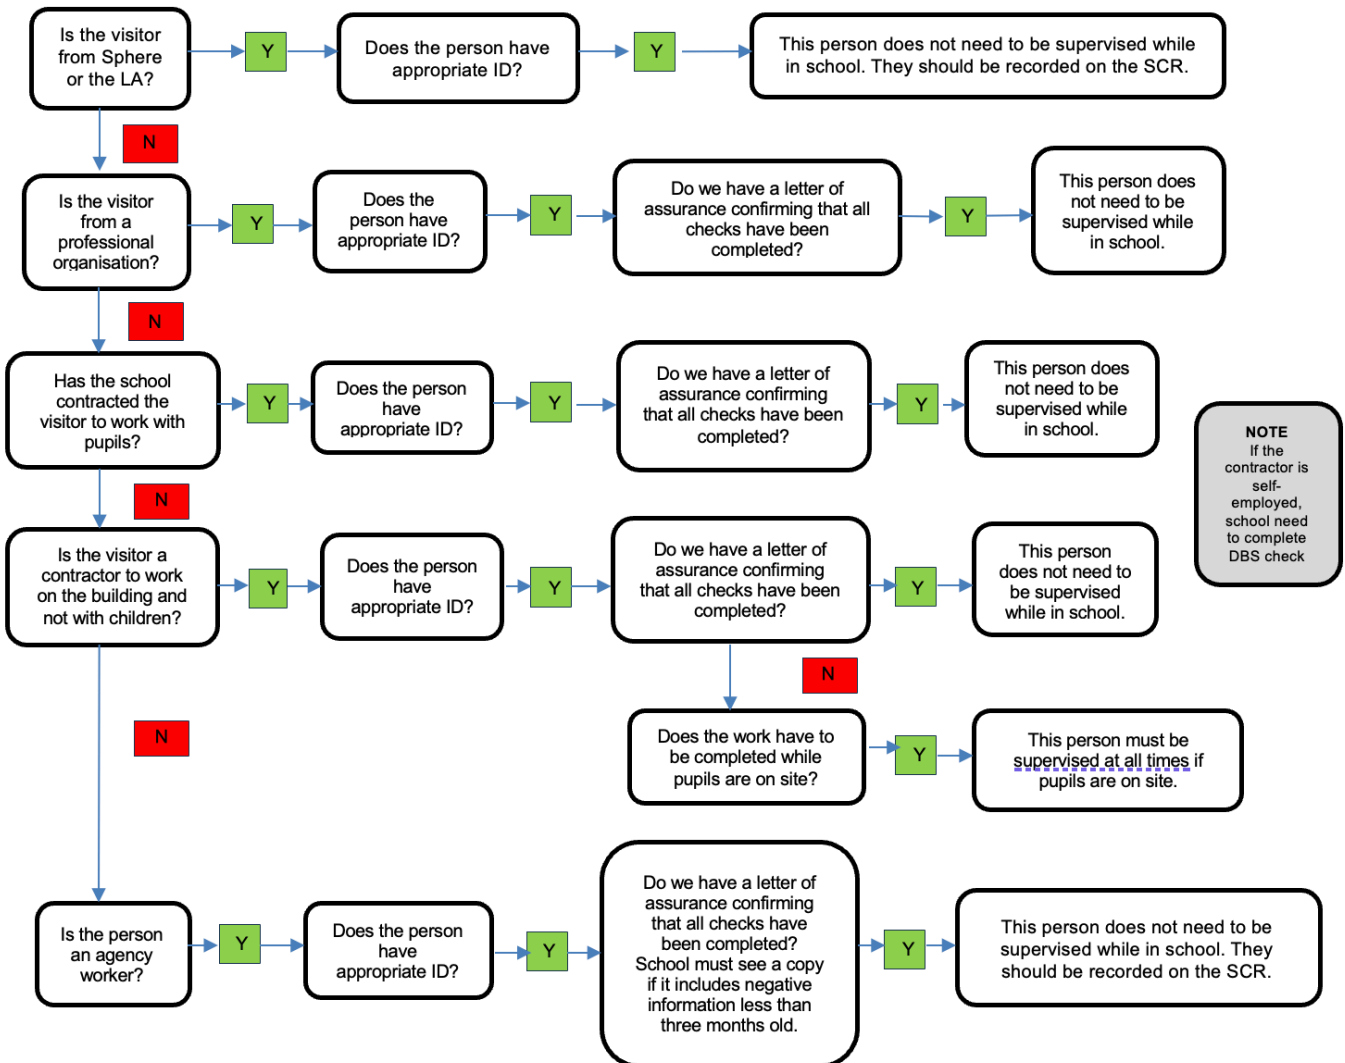 Is the visitor
from Sphere
or the LA?
Y
Does the person have
appropriate ID?
Y
This person does not need to be supervised while
in school. They should be recorded on the SCR.
N
Is the visitor
from a
professional
organisation?
Y
Does the
person have
appropriate ID?
Y
Do we have a letter of
assurance confirming that all
checks have been
completed?
Y
This person does
not need to be
supervised while
in school.
N
Has the school
contracted the
visitor to work with
pupils?
Y
Does the person
have
appropriate ID?
Y
Do we have a letter of
assurance confirming
that all checks have been
completed?
Y
This person does
not need to be
supervised while
in school.
NOTE
If the
contractor is
self-
employed,
school need
to complete
DBS check
N
Is the visitor a
contractor to work
on the building and
not with children?
Y
Does the person
have
appropriate ID?
Y
Do we have a letter of
assurance confirming
that all checks have been
completed?
Y
This person
does not need to
be supervised
while in school.
N
Does the work have to
be completed while
pupils are on site?
Y
This person must be
supervised at all times if
pupils are on site.
N
Is the person
an agency
worker?
Y
Does the person
have
appropriate ID?
Y
Do we have a letter of
assurance confirming
that all checks have
been completed?
School must see a copy
if it includes negative
information less than
three months old.
Y
This person does not need to be
supervised while in school. They
should be recorded on the SCR.